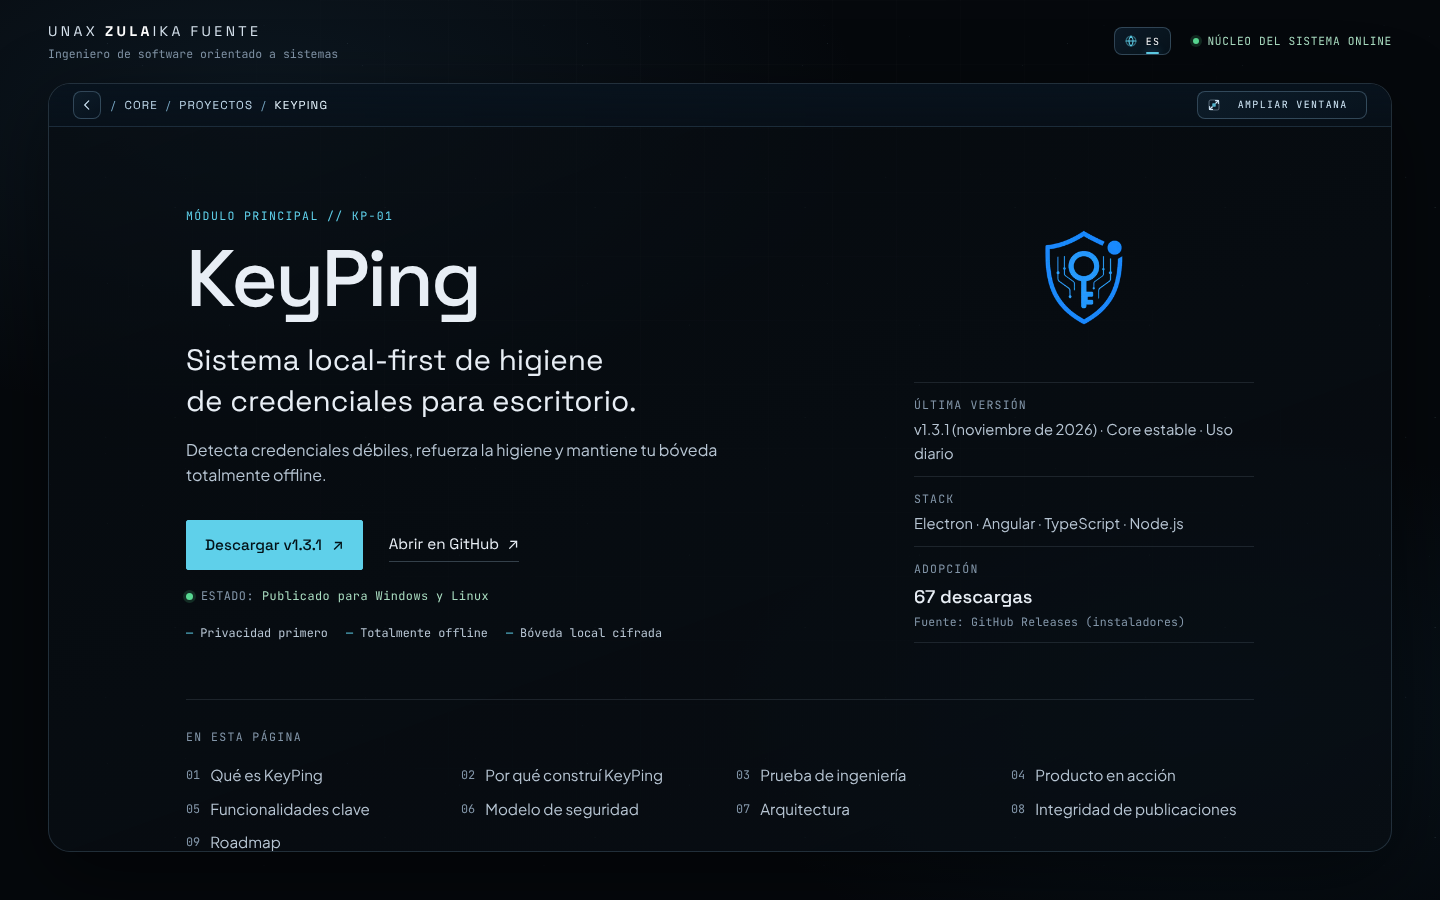 UNAX ZULAIKA FUENTE
Ingeniero de software orientado a sistemas
ES
NÚCLEO DEL SISTEMA ONLINE
/ CORE / PROYECTOS / KEYPING
AMPLIAR VENTANA
MÓDULO PRINCIPAL // KP-01
KeyPing
Sistema local-first de higiene
de credenciales para escritorio.
Detecta credenciales débiles, refuerza la higiene y mantiene tu bóveda
totalmente offline.
Descargar v1.3.1
Abrir en GitHub
ESTADO: Publicado para Windows y Linux
— Privacidad primero — Totalmente offline — Bóveda local cifrada
ÚLTIMA VERSIÓN
v1.3.1 (noviembre de 2026) · Core estable · Uso
diario
STACK
Electron · Angular · TypeScript · Node.js
ADOPCIÓN
67 descargas
Fuente: GitHub Releases (instaladores)
EN ESTA PÁGINA
01 Qué es KeyPing
02 Por qué construí KeyPing
03 Prueba de ingeniería
04 Producto en acción
05 Funcionalidades clave
06 Modelo de seguridad
07 Arquitectura
08 Integridad de publicaciones
09 Roadmap